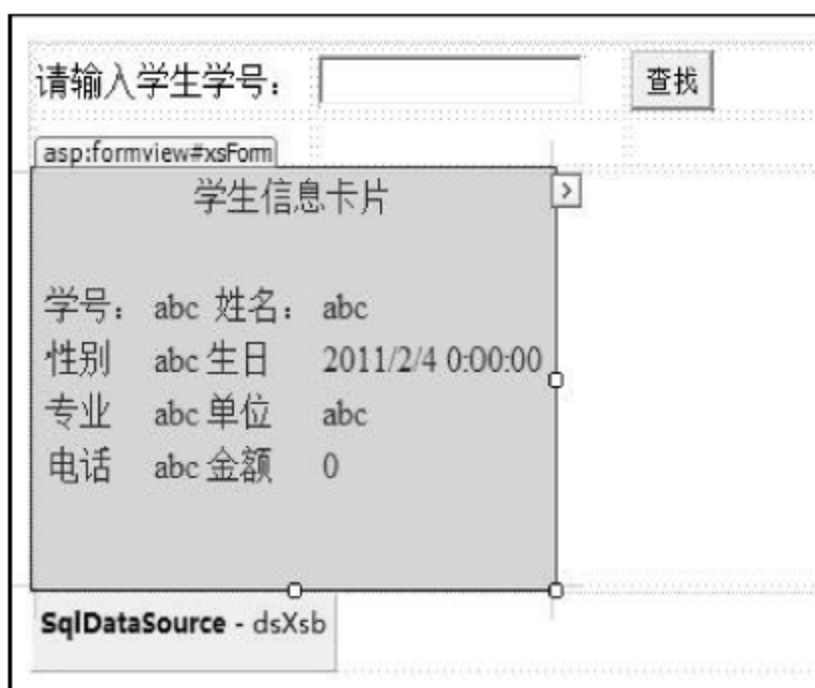 请输入学生学号： 查找
asp:formview#xsForm
学生信息卡片
学号： abc 姓名： abc
性别 abc 生日 2011/2/4 0:00:00
专业 abc 单位 abc
电话 abc 金额 0
SqlDataSource - dsXsb